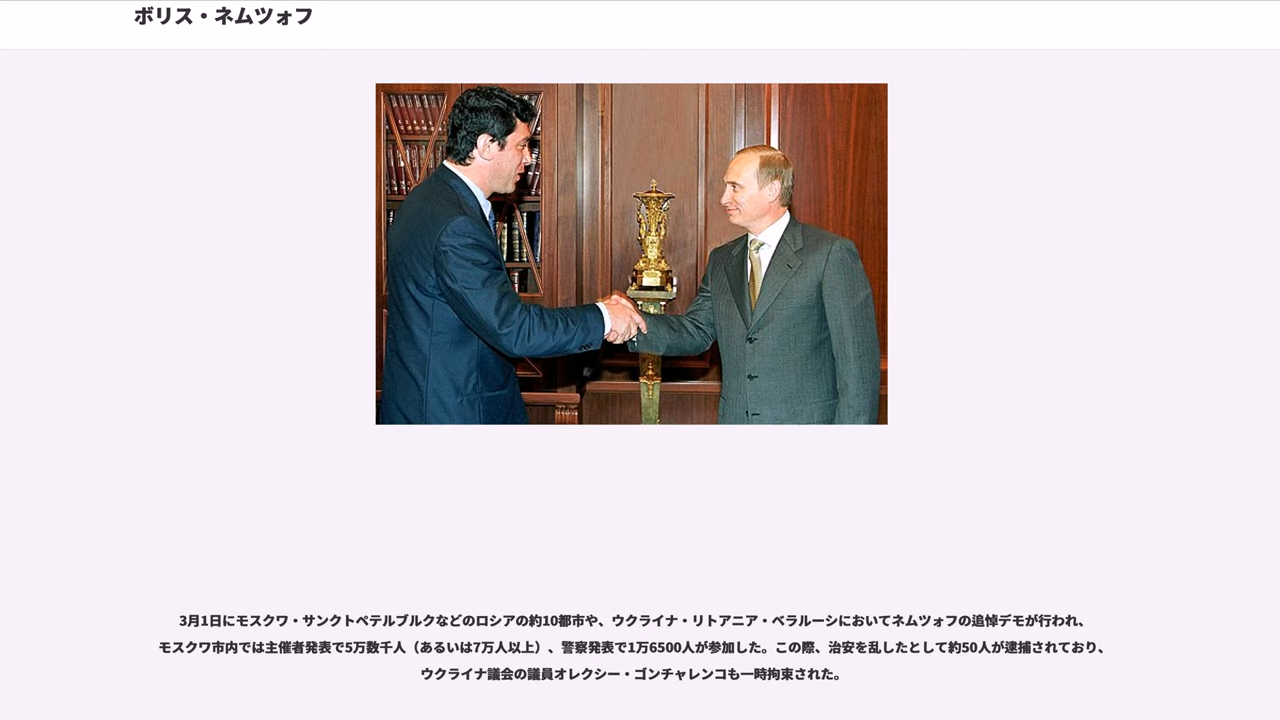 ボリス・ネムツォフ
3月1日にモスクワ・サンクトペテルブルクなどのロシアの約10都市や、ウクライナ・リトアニア・ベラルーシにおいてネムツォフの追悼デモが行われ、
モスクワ市内では主催者発表で5万数千人（あるいは7万人以上）、警察発表で1万6500人が参加した。この際、治安を乱したとして約50人が逮捕されており、
ウクライナ議会の議員オレクシー・ゴンチャレンコも一時拘束された。